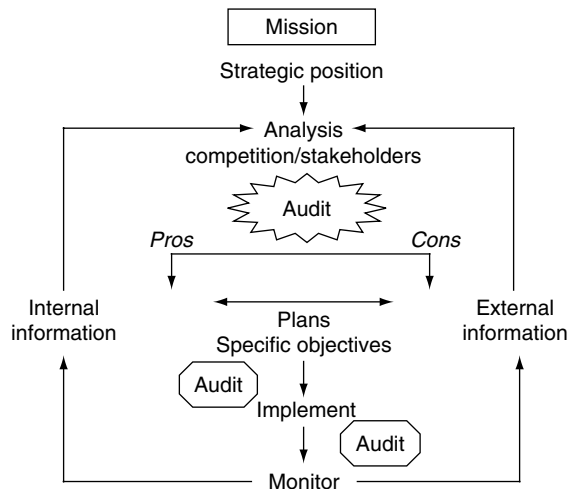 Mission
Strategic position
Analysis
competition/stakeholders
Audit
Pros
Cons
Internal
information
External
information
Plans
Specific objectives
Audit
Implement
Audit
Monitor